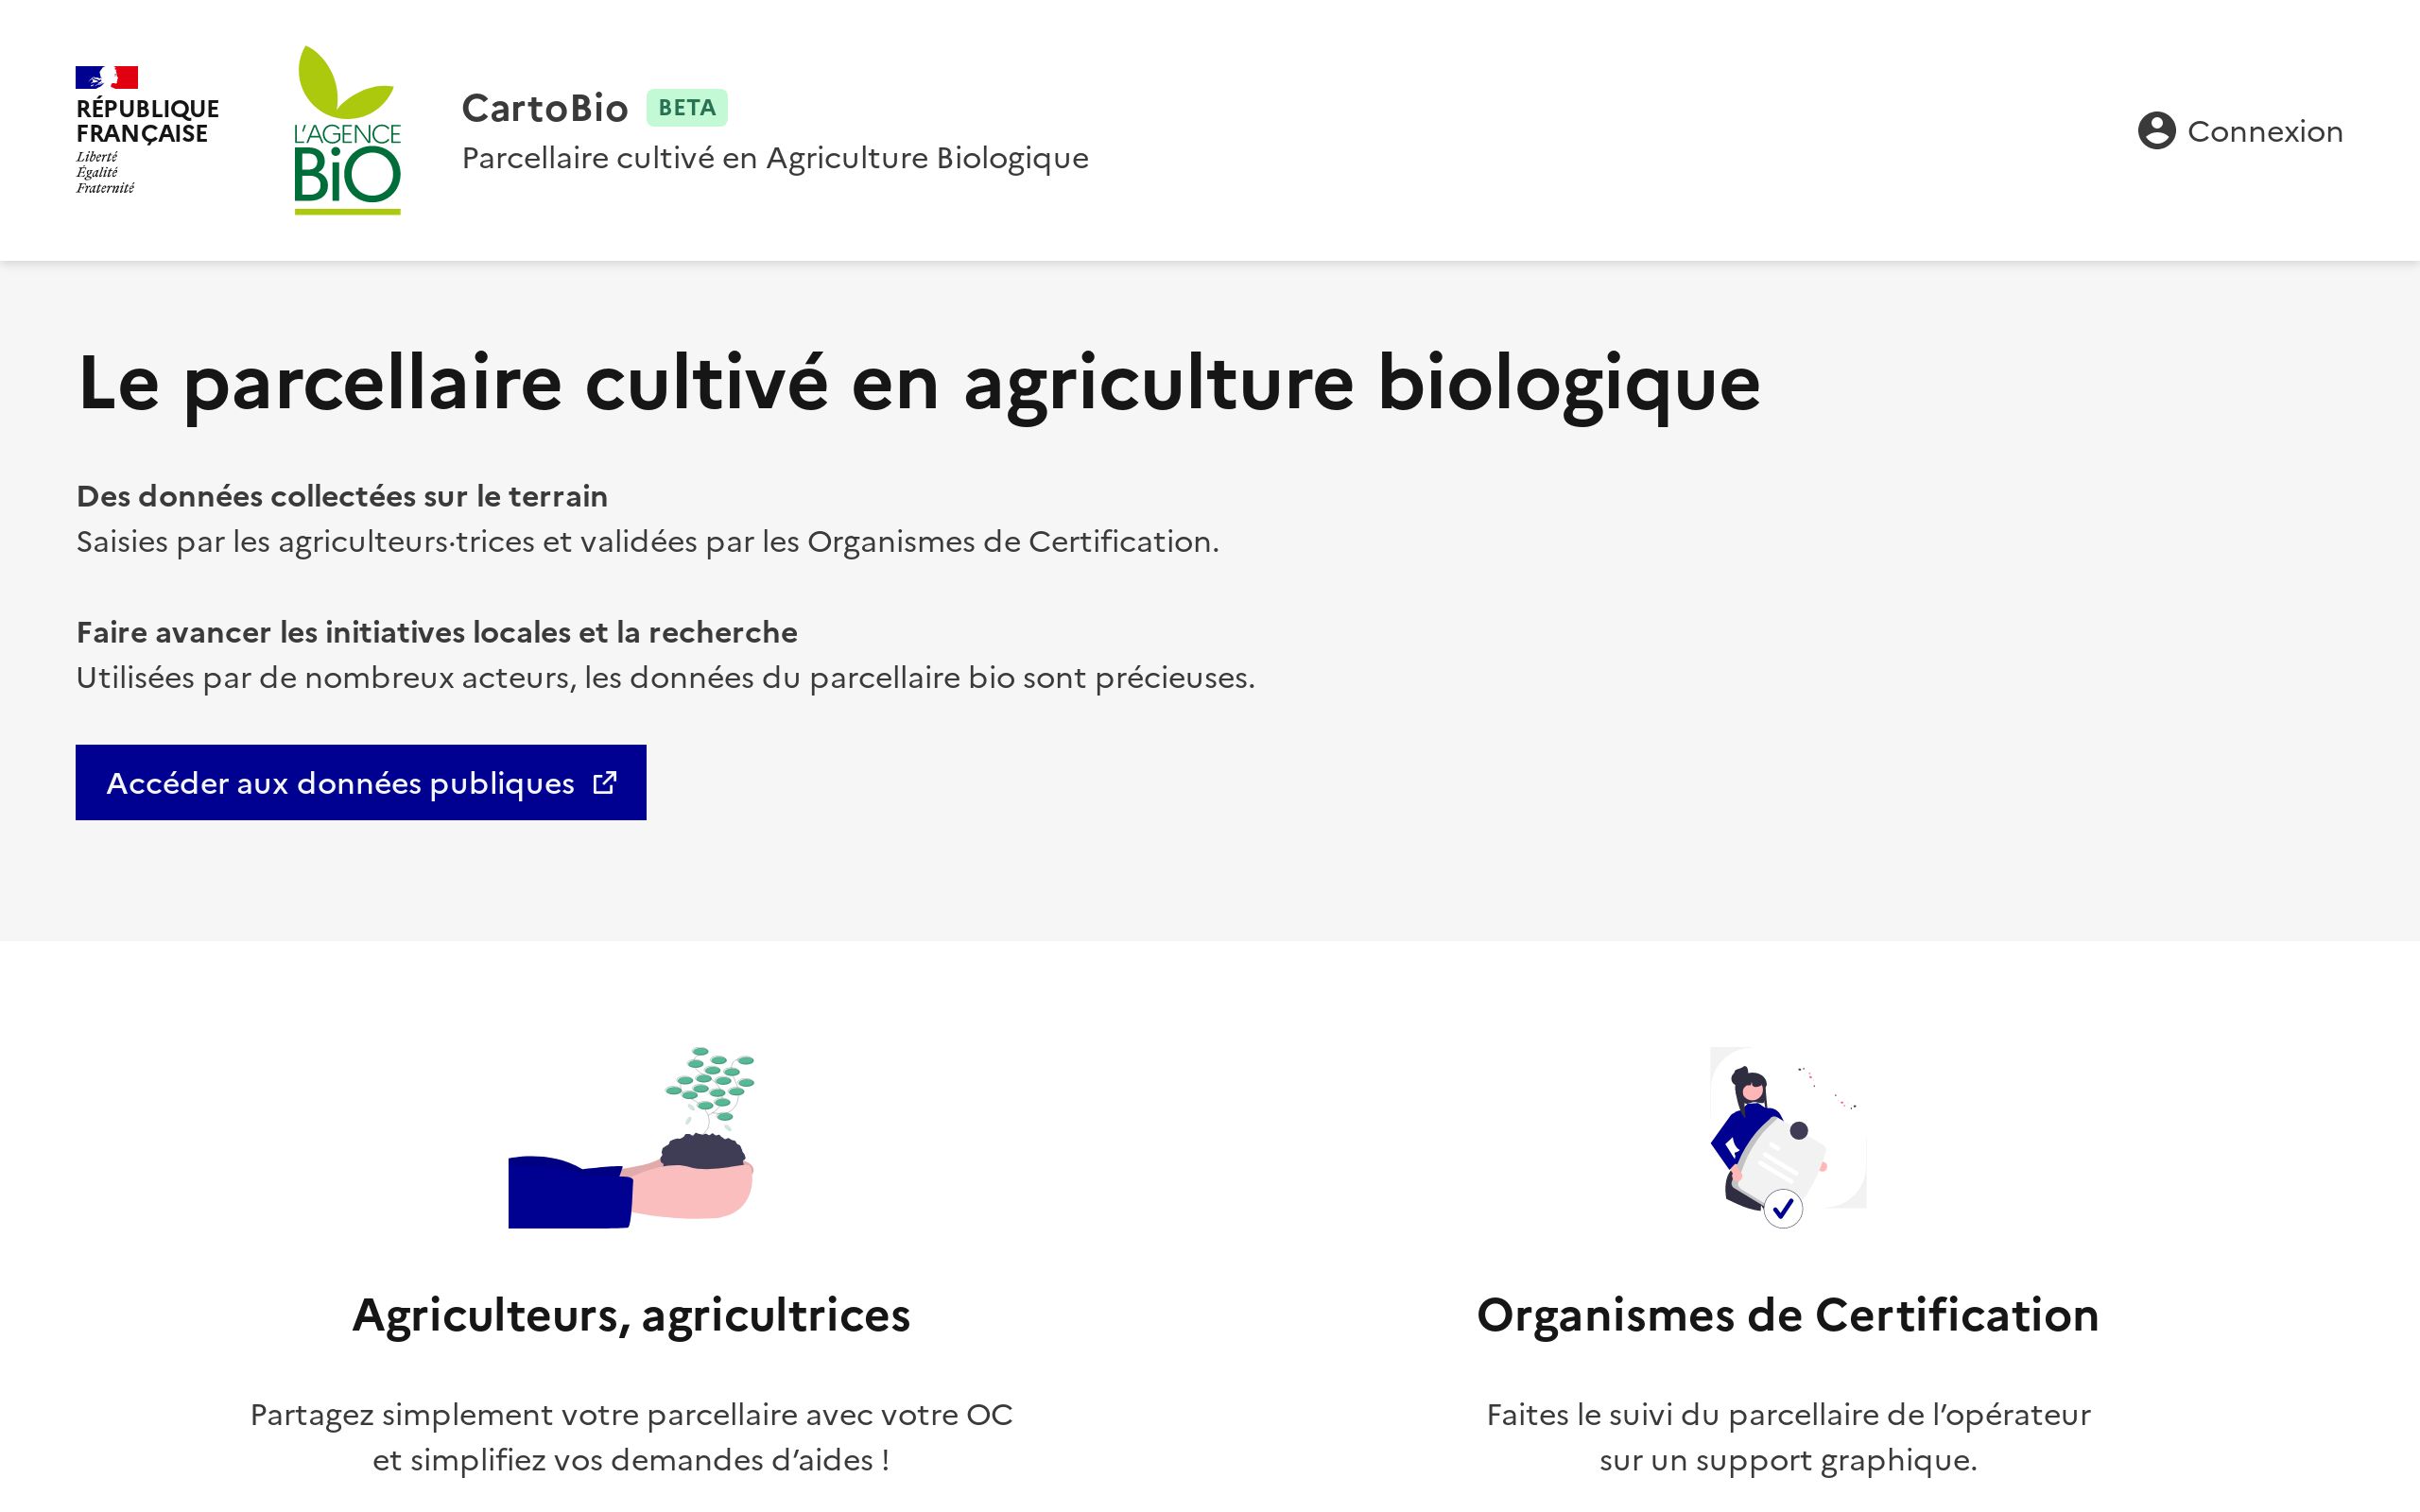 RÉPUBLIQUE
FRANÇAISE
Liberté
Égalité
Fraternité
L'AGENCE
BiO
CartoBio BETA
Parcellaire cultivé en Agriculture Biologique
Connexion
Le parcellaire cultivé en agriculture biologique
Des données collectées sur le terrain
Saisies par les agriculteurs·trices et validées par les Organismes de Certification.
Faire avancer les initiatives locales et la recherche
Utilisées par de nombreux acteurs, les données du parcellaire bio sont précieuses.
Accéder aux données publiques
Agriculteurs, agricultrices
Partagez simplement votre parcellaire avec votre OC
et simplifiez vos demandes d’aides !
Organismes de Certification
Faites le suivi du parcellaire de l’opérateur
sur un support graphique.